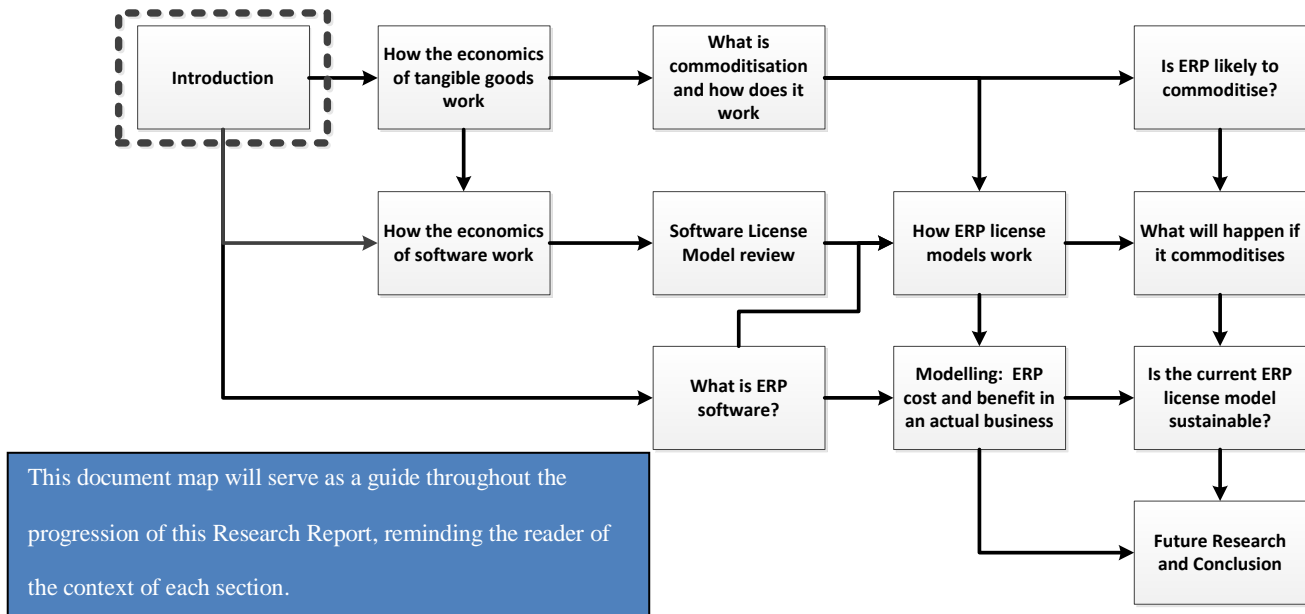 Introduction
How the economics
of tangible goods
work
What is
commoditisation
and how does it
work
Is ERP likely to
commoditise?
How the economics
of software work
Software License
Model review
How ERP license
models work
What will happen if
it commoditises
What is ERP
software?
Modelling: ERP
cost and benefit in
an actual business
Is the current ERP
license model
sustainable?
This document map will serve as a guide throughout the
progression of this Research Report, reminding the reader of
the context of each section.
Future Research
and Conclusion